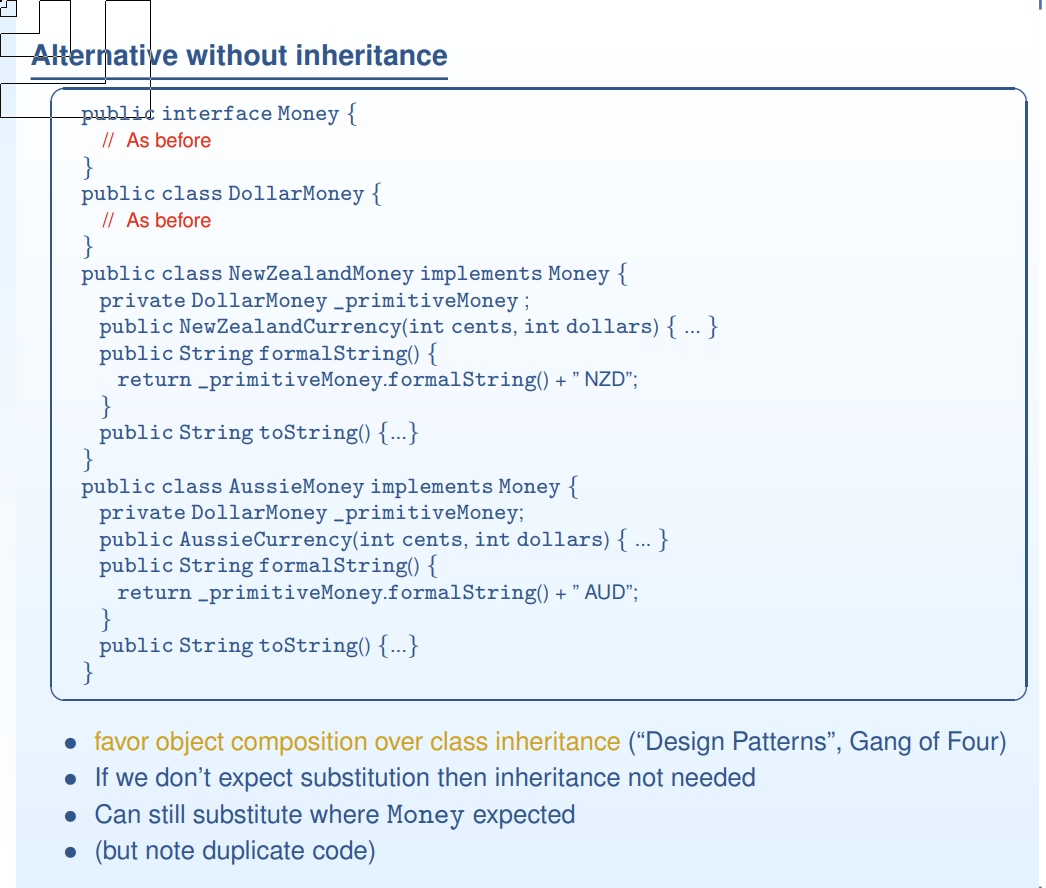 Alternative without inheritance
public interface Money {
// As before
}
public class DollarMoney {
// As before
}
public class NewZealandMoney implements Money {
private DollarMoney _primitiveMoney ;
public NewZealandCurrency(int cents, int dollars) { ... }
public String formalString() {
return _primitiveMoney.formalString() + ” NZD”;
}
public String toString() {...}
}
public class AussieMoney implements Money {
private DollarMoney _primitiveMoney;
public AussieCurrency(int cents, int dollars) { ... }
public String formalString() {
return _primitiveMoney.formalString() + ” AUD”;
}
public String toString() {...}
}
● favor object composition over class inheritance (“Design Patterns”, Gang of Four)
● If we don’t expect substitution then inheritance not needed
● Can still substitute where Money expected
● (but note duplicate code)